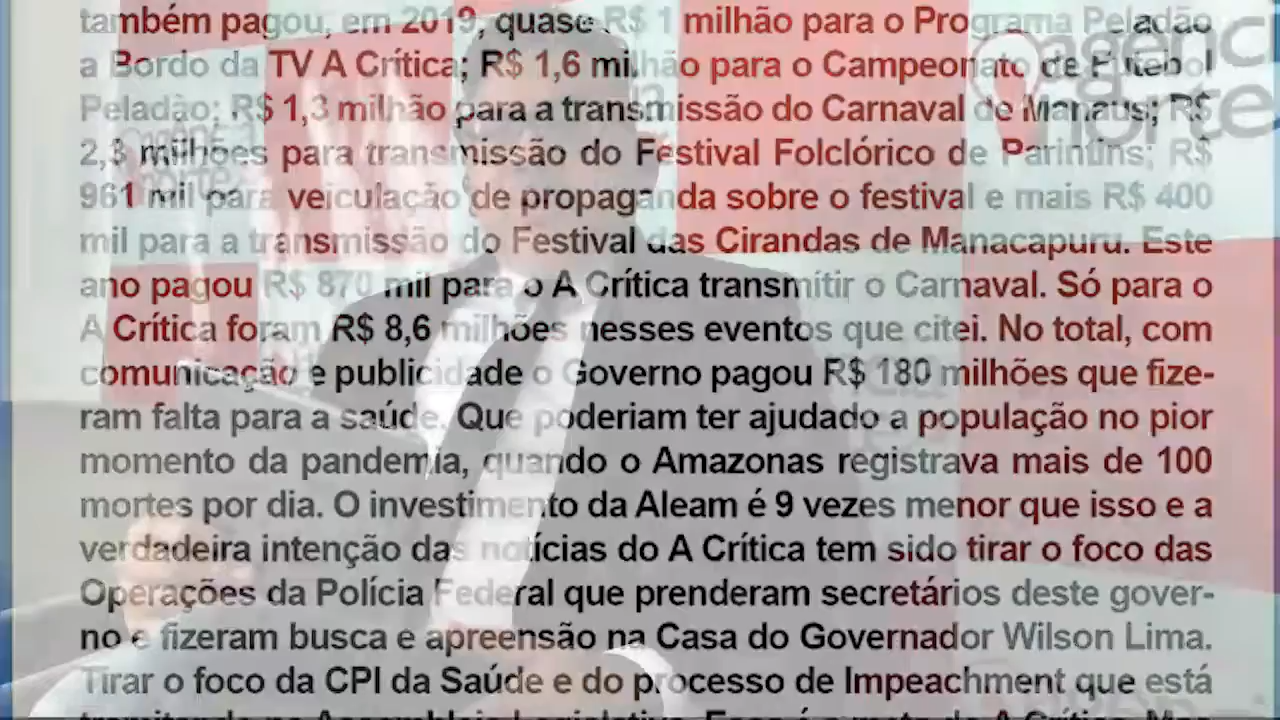 também pagou, em 2019, quase R$ 1 milhão para o Programa Peladão
a Bordo da TV A Crítica; R$ 1,6 milhão para o Campeonato de Futebol
Peladão; R$ 1,3 milhão para a transmissão do Carnaval de Manaus; R$
2,3 milhões para transmissão do Festival Folclórico de Parintins; R$
961 mil para veiculação de propaganda sobre o festival e mais R$ 400
mil para a transmissão do Festival das Cirandas de Manacapuru. Este
ano pagou R$ 870 mil para o A Crítica transmitir o Carnaval. Só para o
A Crítica foram R$ 8,6 milhões nesses eventos que citei. No total, com
comunicação e publicidade o Governo pagou R$ 180 milhões que fize-
ram falta para a saúde. Que poderiam ter ajudado a população no pior
momento da pandemia, quando o Amazonas registrava mais de 100
mortes por dia. O investimento da Aleam é 9 vezes menor que isso e a
verdadeira intenção das notícias do A Crítica tem sido tirar o foco das
Operações da Polícia Federal que prenderam secretários deste gover-
no e fizeram busca e apreensão na Casa do Governador Wilson Lima.
Tirar o foco da CPI da Saúde e do processo de Impeachment que está
agênci
norte